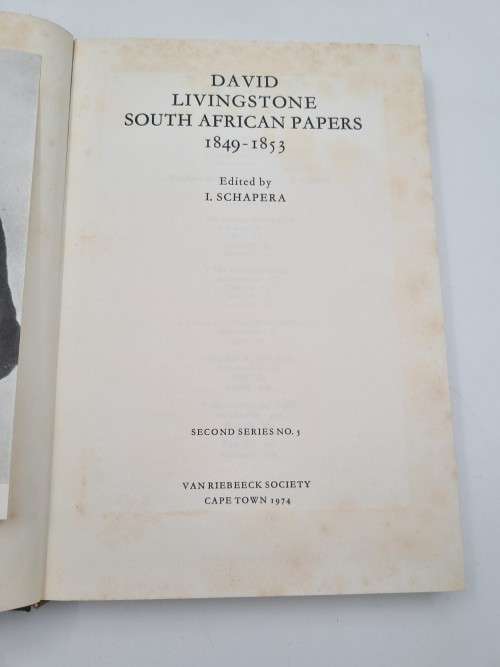 DAVID
LIVINGSTONE
SOUTH AFRICAN PAPERS
1849-1853
Edited by
I. SCHAPERA
SECOND SERIES NO. 5
VAN RIEBEECK SOCIETY
CAPE TOWN 1974